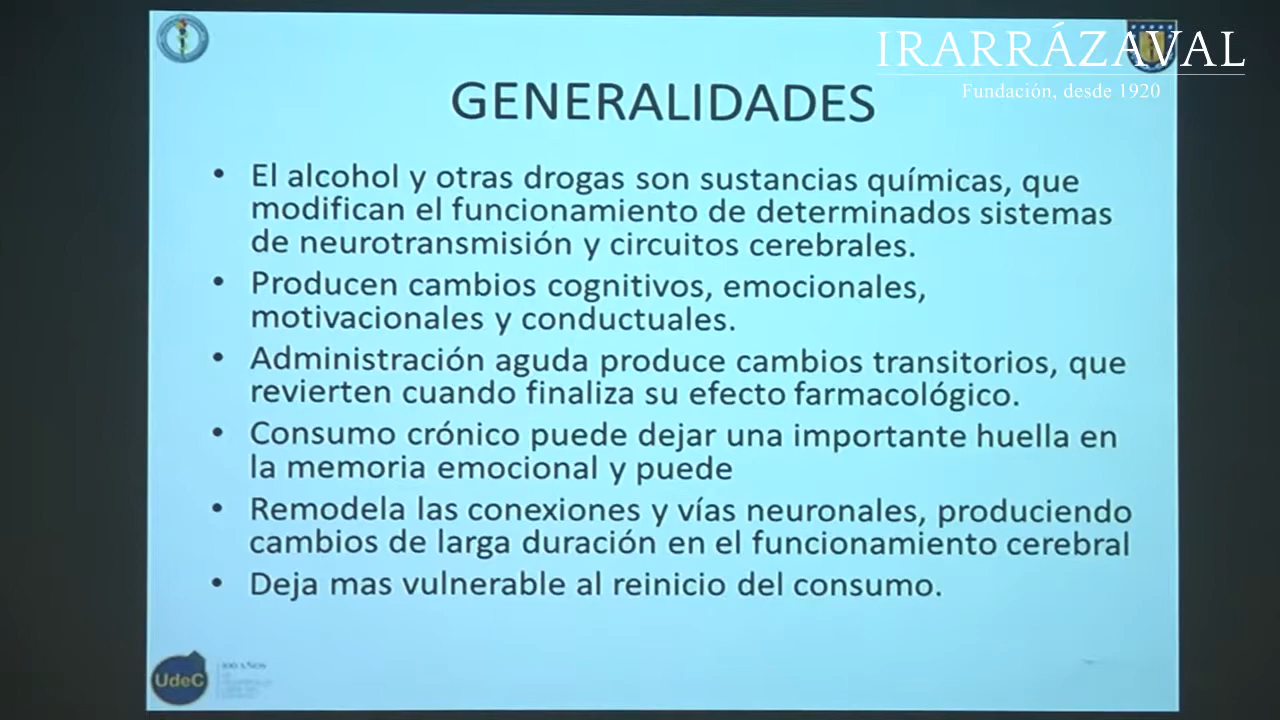 IRARRÁZAVAL
Fundación, desde 1920
GENERALIDADES
• El alcohol y otras drogas son sustancias químicas, que
modifican el funcionamiento de determinados sistemas
de neurotransmisión y circuitos cerebrales.
• Producen cambios cognitivos, emocionales,
motivacionales y conductuales.
• Administración aguda produce cambios transitorios, que
revierten cuando finaliza su efecto farmacológico.
• Consumo crónico puede dejar una importante huella en
la memoria emocional y puede
• Remodela las conexiones y vías neuronales, produciendo
cambios de larga duración en el funcionamiento cerebral
• Deja mas vulnerable al reinicio del consumo.
UdeC
100 AÑOS